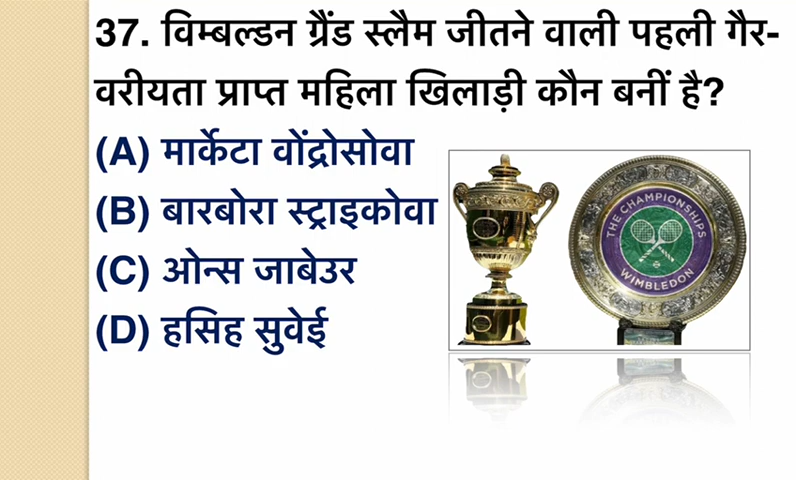 37. विम्बल्डन ग्रैंड स्लैम जीतने वाली पहली गैर-
वरीयता प्राप्त महिला खिलाड़ी कौन बनीं है?
(A) मार्केटा वोंद्रोसोवा
(B) बारबोरा स्ट्राइकोवा
(C) ओन्स जाबेउर
(D) हसिह सुवेई
THE CHAMPIONSHIPS
WIMBLEDON